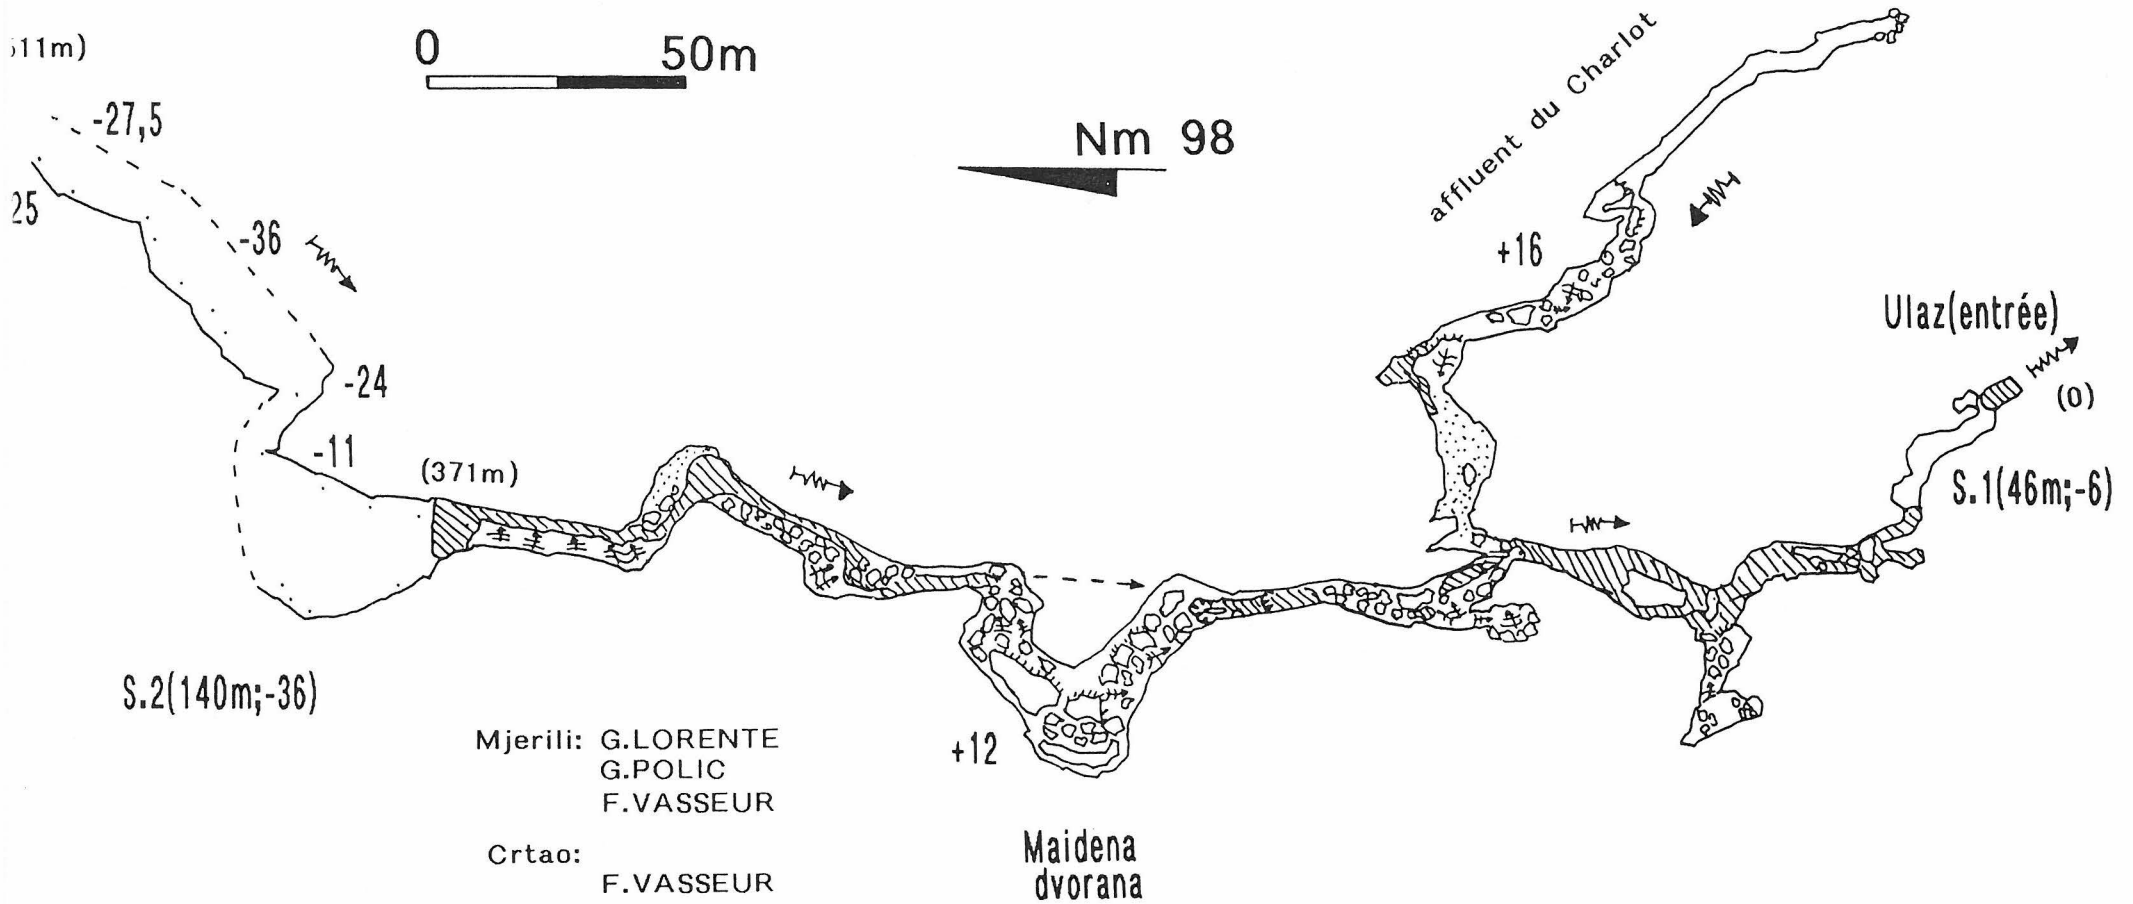 11m)
0 50m
Nm 98
affluent du Charlot
-27,5
25
-36
+16
Ulaz(entrée)
-24
(0)
-11
(371m)
S.1(46m;-6)
S.2(140m;-36)
Mjerili: G.LORENTE
G.POLIC
F.VASSEUR
+12
Crtao:
F.VASSEUR
Maidena
dvorana